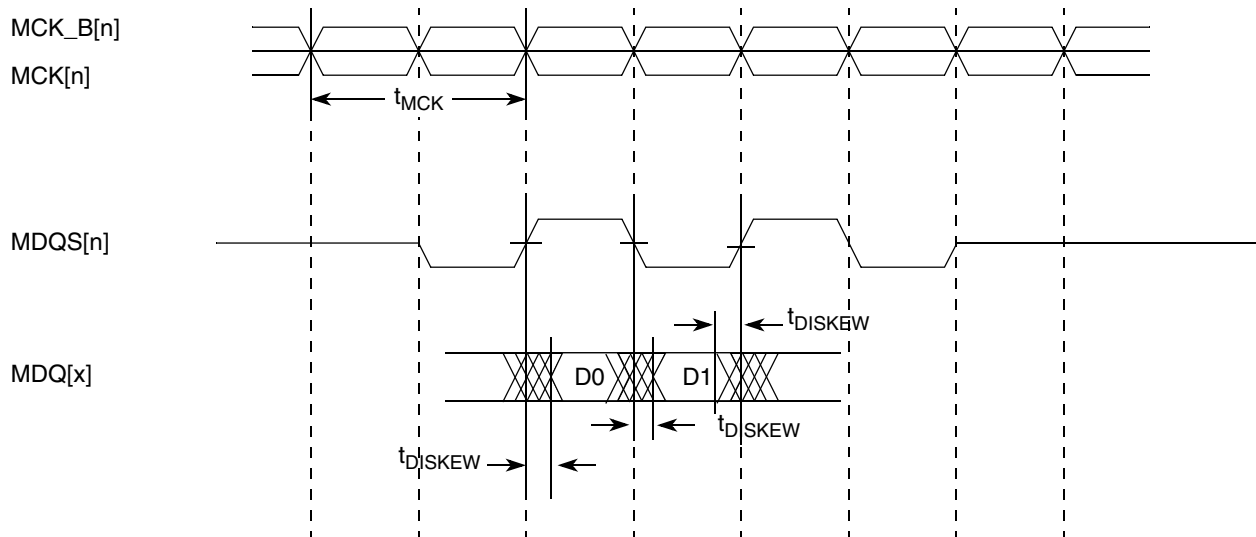 MCK_B[n]
MCK[n]
tMCK
MDQS[n]
tDISKEW
MDQ[x]
D0
D1
tDISKEW
tDISKEW